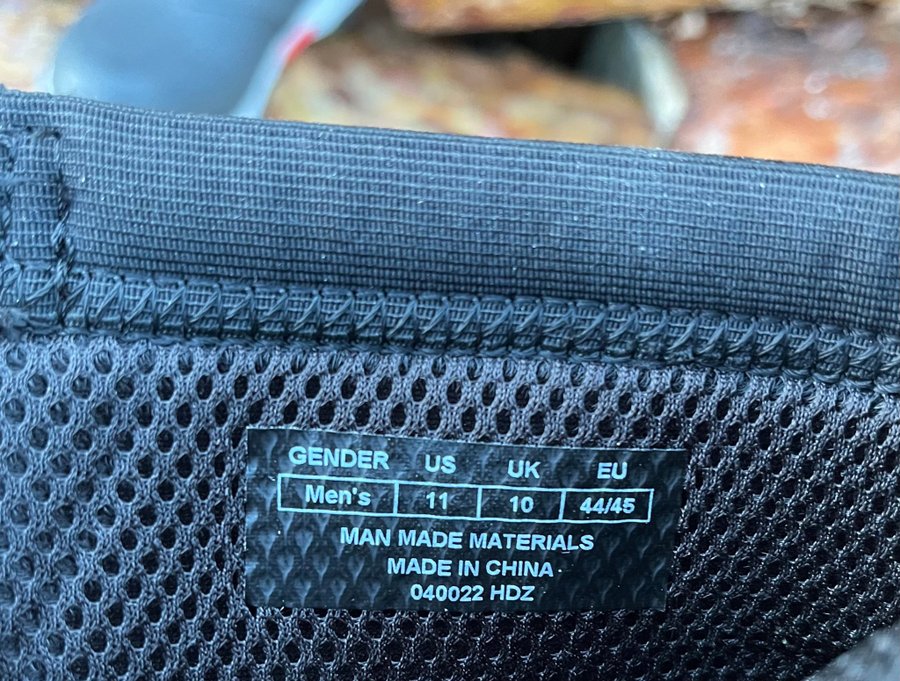 GENDER US UK EU
Men's 11 10 44/45
MAN MADE MATERIALS
MADE IN CHINA
040022 HDZ